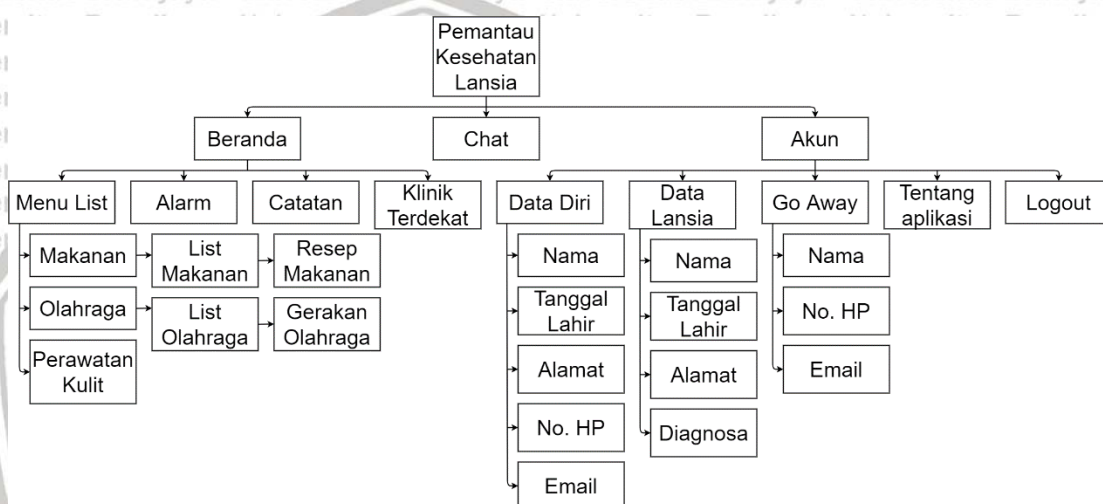 Pemantau
Kesehatan
Lansia
Beranda
Chat
Akun
Menu List
Alarm
Catatan
Klinik
Terdekat
Data Diri
Data
Lansia
Go Away
Tentang
aplikasi
Logout
Makanan
List
Makanan
Resep
Makanan
Olahraga
List
Olahraga
Gerakan
Olahraga
Perawatan
Kulit
Nama
Tanggal
Lahir
Alamat
No. HP
Email
Nama
Tanggal
Lahir
Alamat
Diagnosa
Nama
No. HP
Email